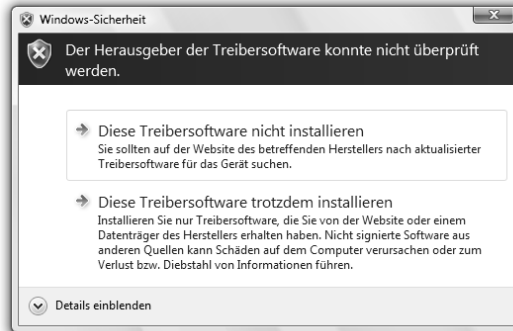 Windows-Sicherheit
Der Herausgeber der Treibersoftware konnte nicht überprüft
werden.
Diese Treibersoftware nicht installieren
Sie sollten auf der Website des betreffenden Herstellers nach aktualisierter
Treibersoftware für das Gerät suchen.
Diese Treibersoftware trotzdem installieren
Installieren Sie nur Treibersoftware, die Sie von der Website oder einem
Datenträger des Herstellers erhalten haben. Nicht signierte Software aus
anderen Quellen kann Schäden auf dem Computer verursachen oder zum
Verlust bzw. Diebstahl von Informationen führen.
Details einblenden